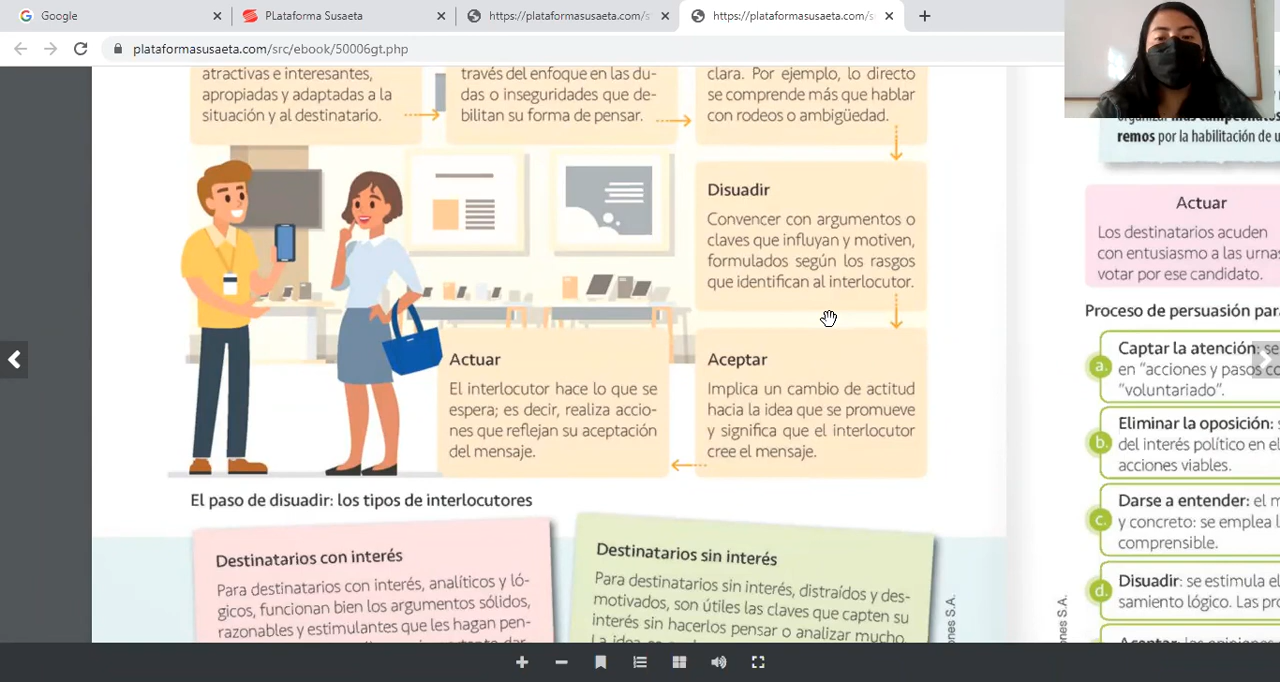 Google
PLataforma Susaeta
https://plataformasusaeta.com/s
https://plataformasusaeta.com/s
plataformasusaeta.com/src/ebook/50006gt.php
atractivas e interesantes,
apropiadas y adaptadas a la
situación y al destinatario.
través del enfoque en las du-
das o inseguridades que de-
bilitan su forma de pensar.
clara. Por ejemplo, lo directo
se comprende más que hablar
con rodeos o ambigüedad.
Disuadir
Convencer con argumentos o
claves que influyan y motiven,
formulados según los rasgos
que identifican al interlocutor.
Actuar
El interlocutor hace lo que se
espera; es decir, realiza accio-
nes que reflejan su aceptación
del mensaje.
Aceptar
Implica un cambio de actitud
hacia la idea que se promueve
y significa que el interlocutor
cree el mensaje.
El paso de disuadir: los tipos de interlocutores
Destinatarios con interés
Para destinatarios con interés, analíticos y ló-
gicos, funcionan bien los argumentos sólidos,
razonables y estimulantes que les hagan pen-
Destinatarios sin interés
Para destinatarios sin interés, distraídos y des-
motivados, son útiles las claves que capten su
interés sin hacerlos pensar o analizar mucho.
nes S.A.
nes S.A.
remos por la habilitación de u
Actuar
Los destinatarios acuden
con entusiasmo a las urnas
votar por ese candidato.
Proceso de persuasión par
a.
Captar la atención: se
en "acciones y pasos co
"voluntariado".
b.
Eliminar la oposición: s
del interés político en el
acciones viables.
c.
Darse a entender: el m
y concreto: se emplea l
comprensible.
d.
Disuadir: se estimula el
samiento lógico. Las pro